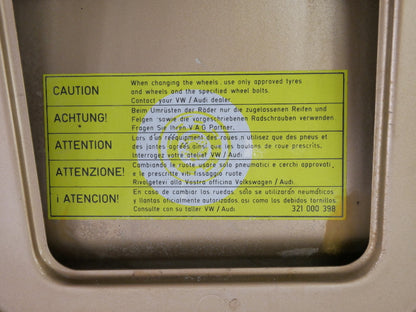 CAUTION
When changing the wheels, use only approved tyres
and wheels and the specified wheel bolts.
Contact your VW / Audi dealer.
ACHTUNG!
Beim Umrüsten der Räder nur die zugelassenen Reifen und
Felgen sowie die vorgeschriebenen Radschrauben verwenden
Fragen Sie Ihren V.A.G Partner.
ATTENTION
Lors d'un rééquipment des roues n'utilisez que des pneus et
des jantes agréés ainsi que les boulons de roue prescrits.
Interrogez votre atelier VW / Audi.
ATTENZIONE!
Cambiando le ruote usare solo pneumatici e cerchi approvati,
e le prescritte viti fissaggio ruote
Rivolgetevi alla Vostra officina Volkswagen / Audi.
¡ ATENCION!
En caso de cambiar las ruedas, sólo se utilizarán neumáticos
y llantas oficialmente autorizados, así como los debidos tornillos.
Consulte con su taller VW / Audi
321 000 398